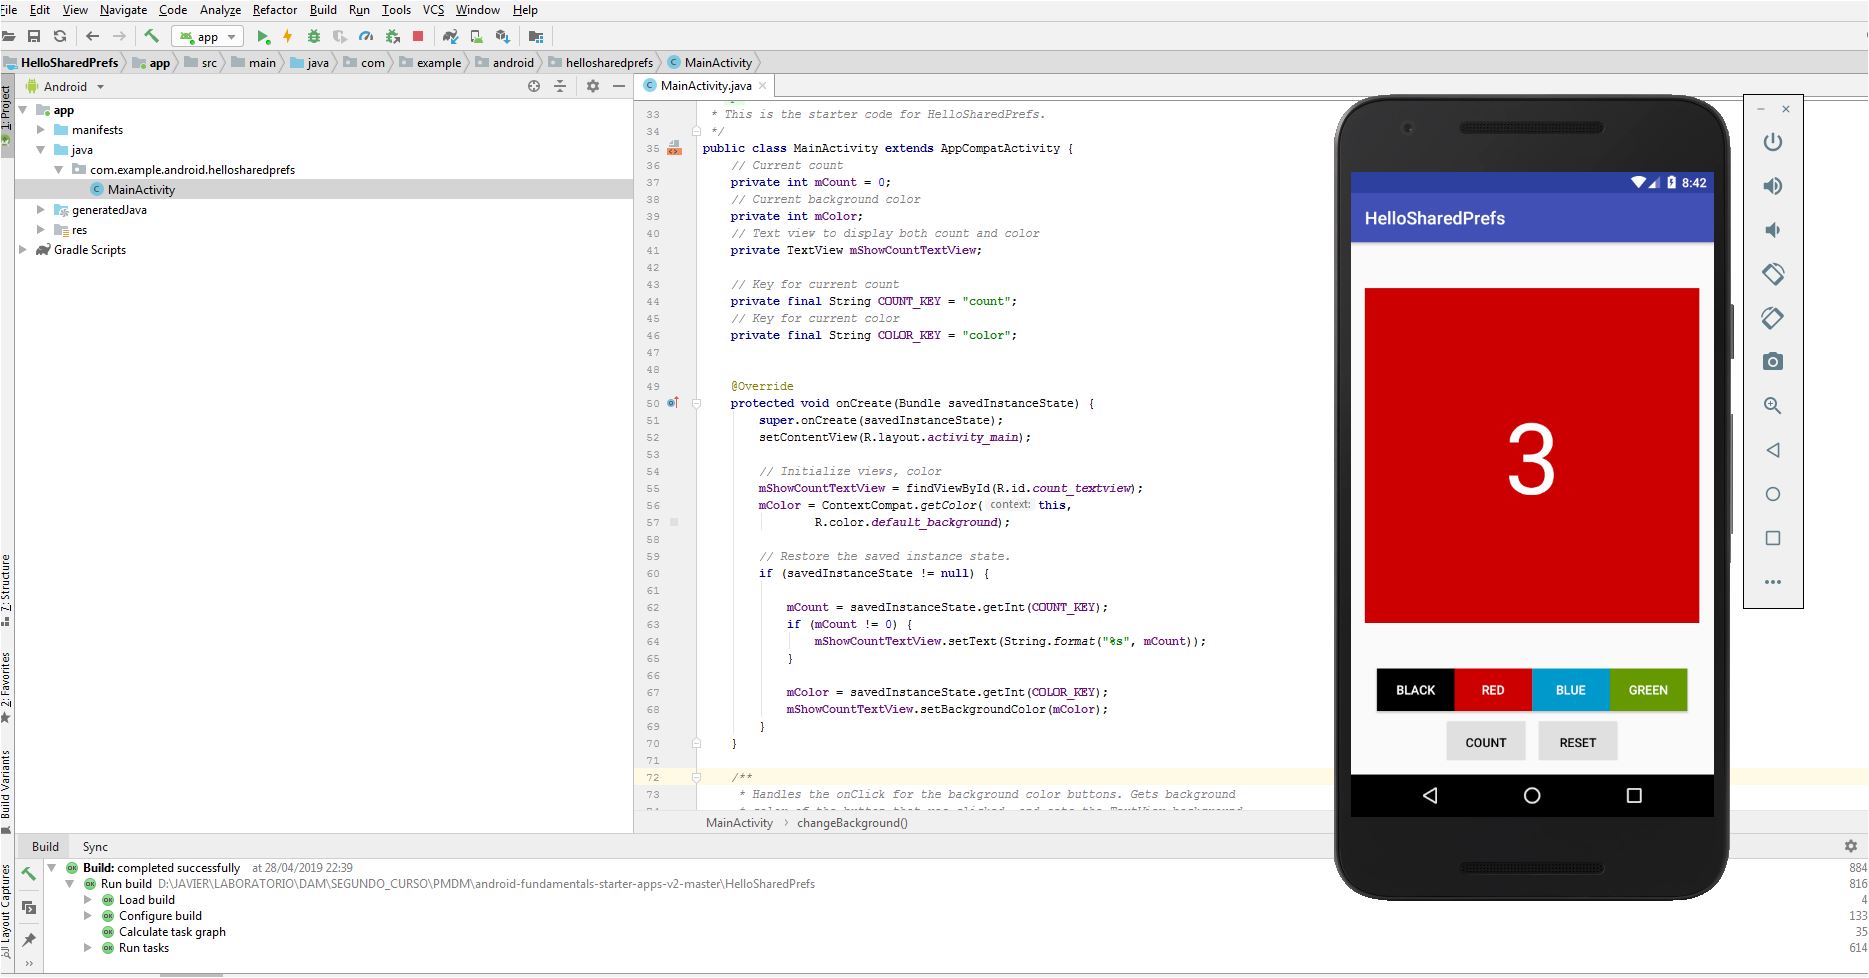 File Edit View Navigate Code Analyze Refactor Build Run Tools VCS Window Help
app
HelloSharedPrefs app src main java com example android hellosharedprefs MainActivity
1: Project
7: Structure
2: Favorites
Build Variants
Layout Captures
Android
app
manifests
java
com.example.android.hellosharedprefs
MainActivity
generatedJava
res
Gradle Scripts
MainActivity.java
33 * This is the starter code for HelloSharedPrefs.
34 */
35 public class MainActivity extends AppCompatActivity {
36 // Current count
37 private int mCount = 0;
38 // Current background color
39 private int mColor;
40 // Text view to display both count and color
41 private TextView mShowCountTextView;
42
43 // Key for current count
44 private final String COUNT_KEY = "count";
45 // Key for current color
46 private final String COLOR_KEY = "color";
47
48
49 @Override
50 protected void onCreate(Bundle savedInstanceState) {
51 super.onCreate(savedInstanceState);
52 setContentView(R.layout.activity_main);
53
54 // Initialize views, color
55 mShowCountTextView = findViewById(R.id.count_textview);
56 mColor = ContextCompat.getColor( context: this,
57 R.color.default_background);
58
59 // Restore the saved instance state.
60 if (savedInstanceState != null) {
61
62 mCount = savedInstanceState.getInt(COUNT_KEY);
63 if (mCount != 0) {
64 mShowCountTextView.setText(String.format("%s", mCount));
65 }
66
67 mColor = savedInstanceState.getInt(COLOR_KEY);
68 mShowCountTextView.setBackgroundColor(mColor);
69 }
70 }
71
72 /**
73 * Handles the onClick for the background color buttons. Gets background
MainActivity > changeBackground()
8:42
HelloSharedPrefs
3
BLACK RED BLUE GREEN
COUNT RESET
Build Sync
Build: completed successfully at 28/04/2019 22:39 884
Run build D:\JAVIER\LABORATORIO\DAM\SEGUNDO_CURSO\PMDM\android-fundamentals-starter-apps-v2-master\HelloSharedPrefs 816
Load build 4
Configure build 133
Calculate task graph 35
Run tasks 614